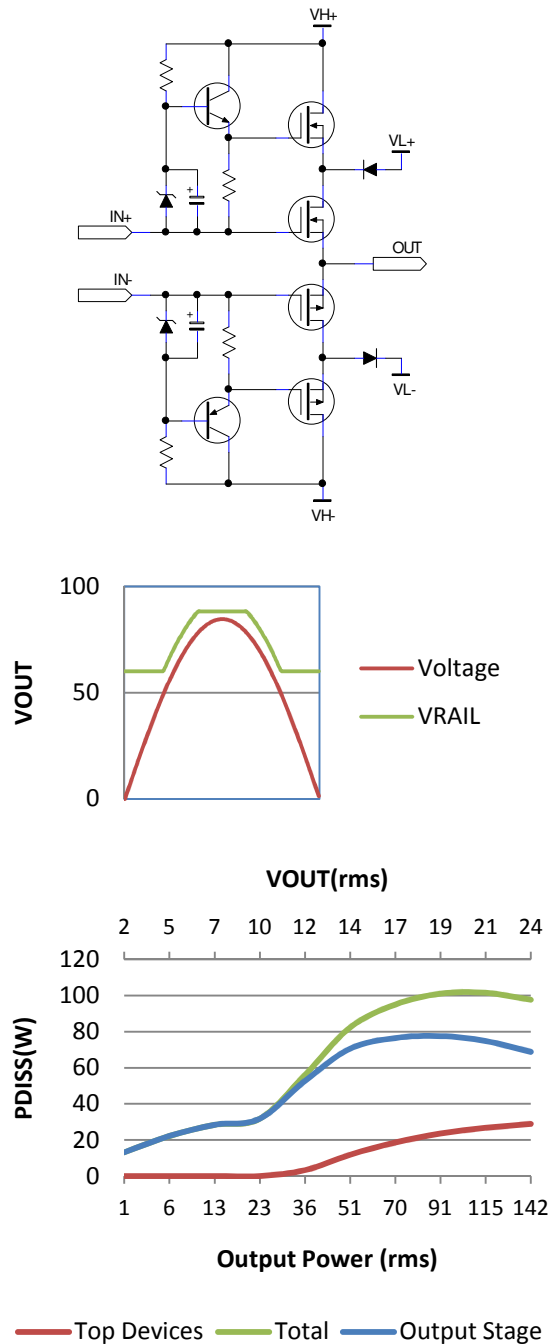 VH+
VL+
+
IN+
OUT
IN-
+
VL-
VH-
100
50
0
VOUT
Voltage
VRAIL
VOUT(rms)
2 5 7 10 12 14 17 19 21 24
120
100
80
60
40
20
0
PDISS(W)
1 6 13 23 36 51 70 91 115 142
Output Power (rms)
Top Devices Total Output Stage